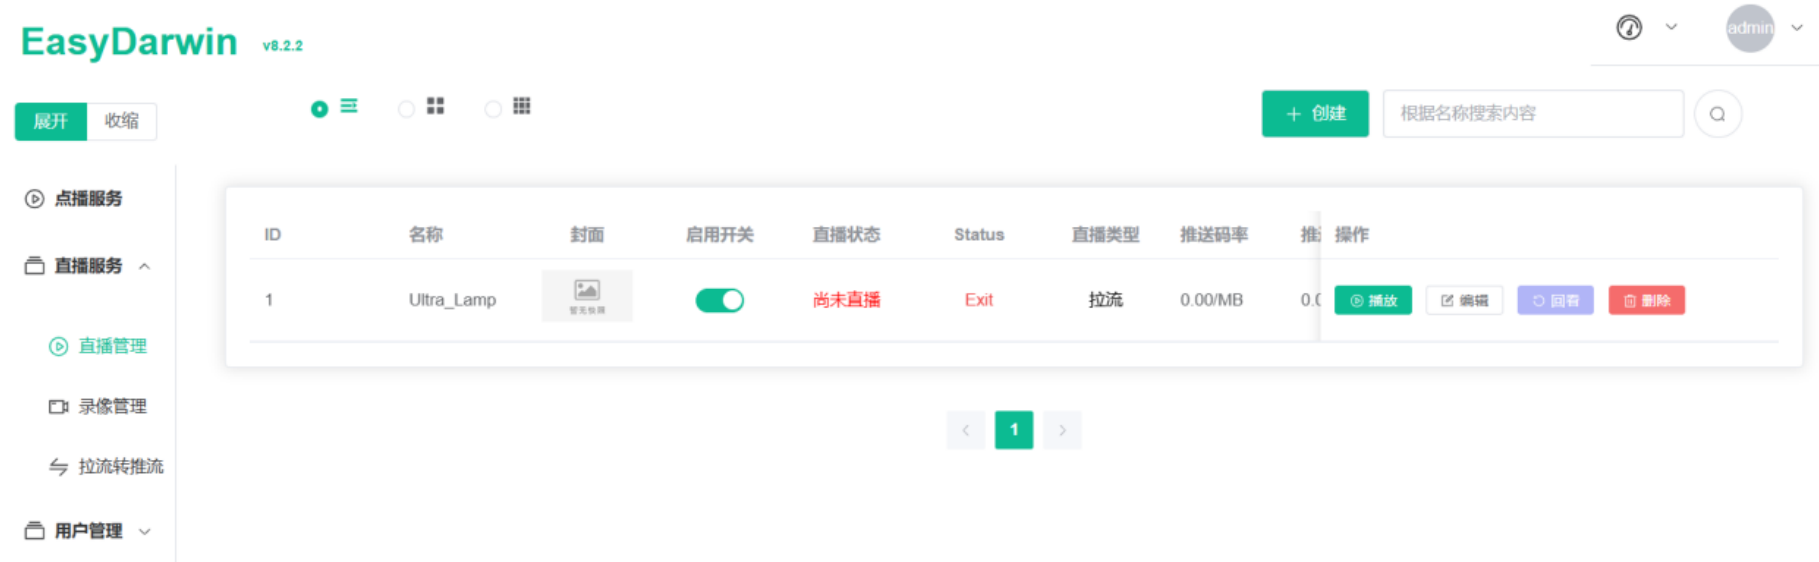 EasyDarwin v8.2.2
admin
展开 收缩
+ 创建 根据名称搜索内容
点播服务
直播服务
直播管理
录像管理
拉流转推流
用户管理
ID 名称 封面 启用开关 直播状态 Status 直播类型 推送码率 推 操作
1 Ultra_Lamp 暂无快照 尚未直播 Exit 拉流 0.00/MB 0.0 播放 编辑 回看 删除
1